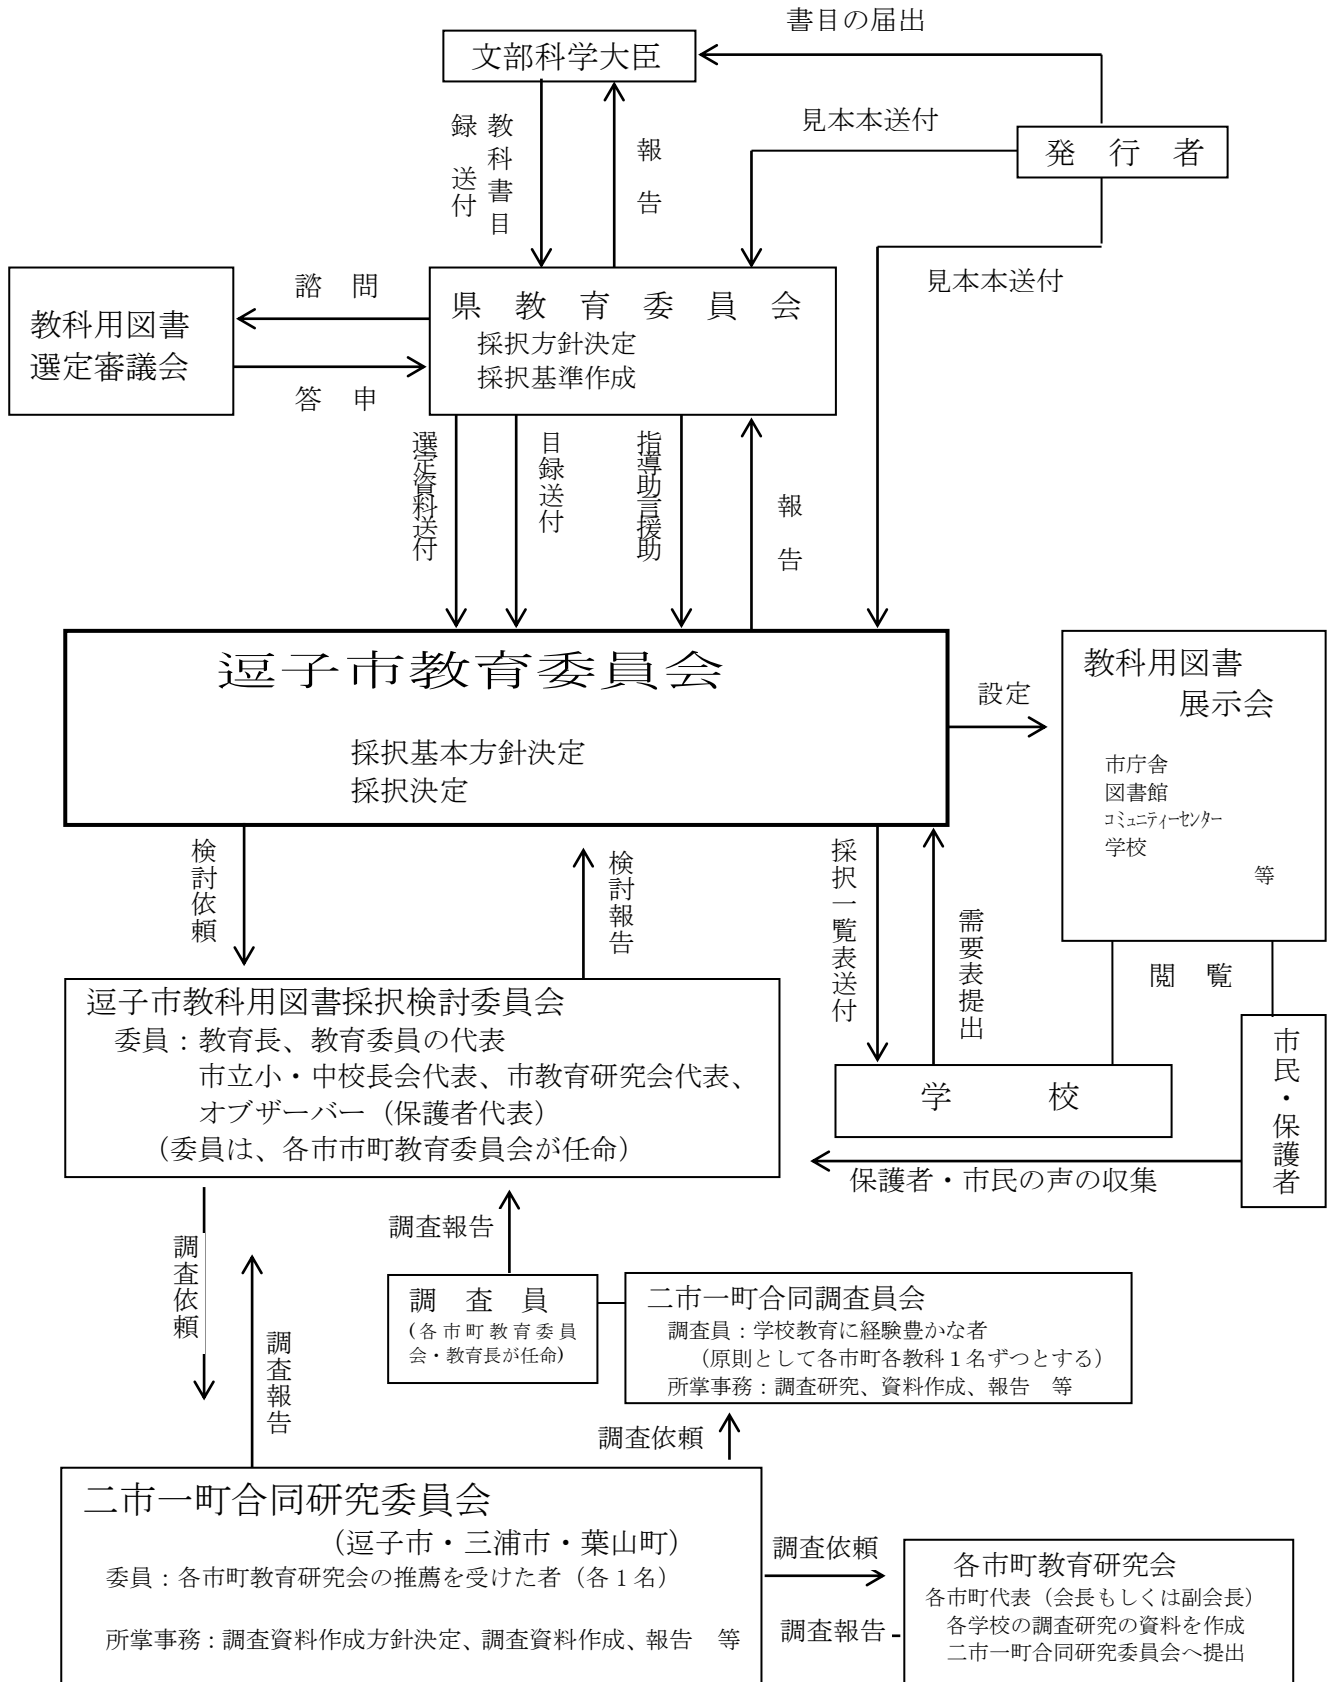 書目の届出
文部科学大臣
見本本送付
発　行　者
教科書目
録　送付
報　告
見本本送付
諮　問
県　教　育　委　員　会
採択方針決定
採択基準作成
教科用図書
選定審議会
答　申
選定資料送付
目録送付
指導助言援助
報　告
逗子市教育委員会
採択基本方針決定
採択決定
設定
教科用図書
展示会
市庁舎
図書館
コミュニティーセンター
学校
等
検討依頼
検討報告
採択一覧表送付
需要表提出
閲　覧
逗子市教科用図書採択検討委員会
委員：教育長、教育委員の代表
市立小・中校長会代表、市教育研究会代表、
オブザーバー（保護者代表）
（委員は、各市市町教育委員会が任命）
学　　校
市民・保護者
保護者・市民の声の収集
調査依頼
調査報告
調査報告
調　査　員
(各市町教育委員
会・教育長が任命)
二市一町合同調査員会
調査員：学校教育に経験豊かな者
（原則として各市町各教科１名ずつとする）
所掌事務：調査研究、資料作成、報告　等
調査依頼
二市一町合同研究委員会
（逗子市・三浦市・葉山町）
委員：各市町教育研究会の推薦を受けた者（各１名）
所掌事務：調査資料作成方針決定、調査資料作成、報告　等
調査依頼
調査報告
各市町教育研究会
各市町代表（会長もしくは副会長）
各学校の調査研究の資料を作成
二市一町合同研究委員会へ提出